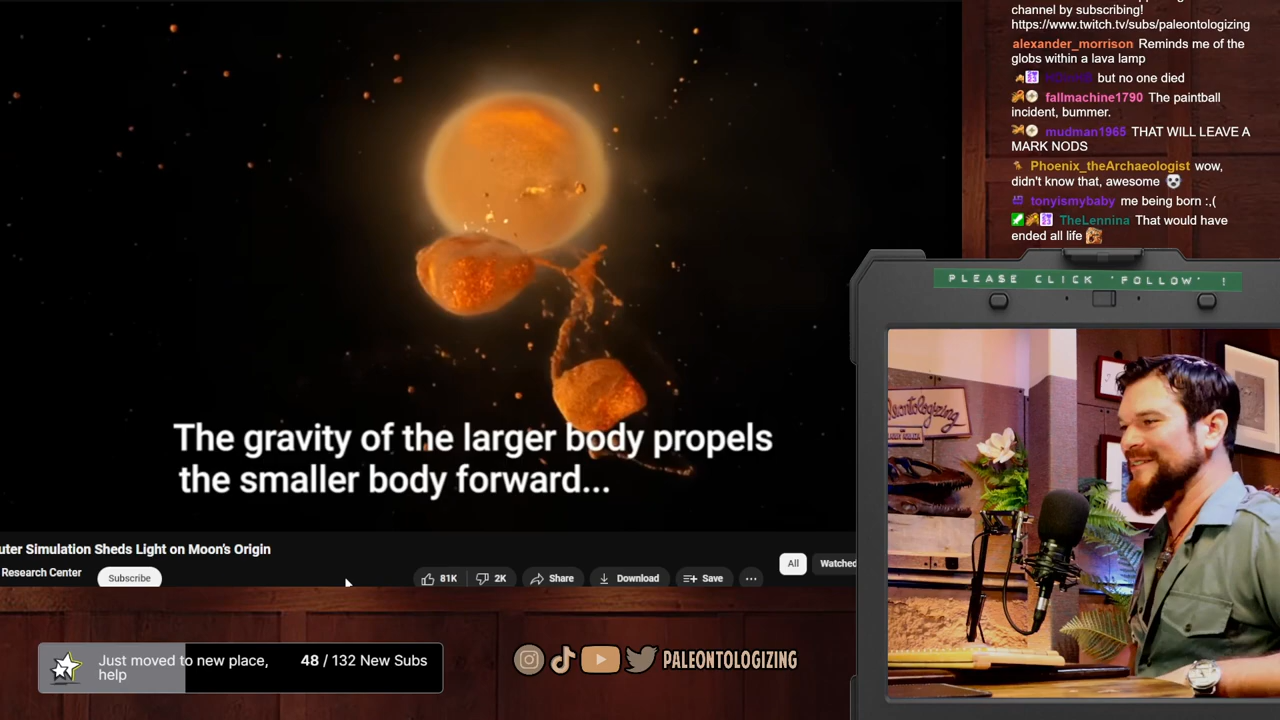 channel by subscribing!
https://www.twitch.tv/subs/paleontologizing
alexander_morrison Reminds me of the
globs within a lava lamp
but no one died
fallmachine1790 The paintball
incident, bummer.
mudman1965 THAT WILL LEAVE A
MARK NODS
Phoenix_theArchaeologist wow,
didn't know that, awesome
tonyismybaby me being born :,(
TheLennina That would have
ended all life
PLEASE CLICK 'FOLLOW' !
The gravity of the larger body propels
the smaller body forward...
uter Simulation Sheds Light on Moon's Origin
Research Center
Subscribe
81K
2K
Share
Download
Save
All
Watched
Just moved to new place,
help
48 / 132 New Subs
PALEONTOLOGIZING